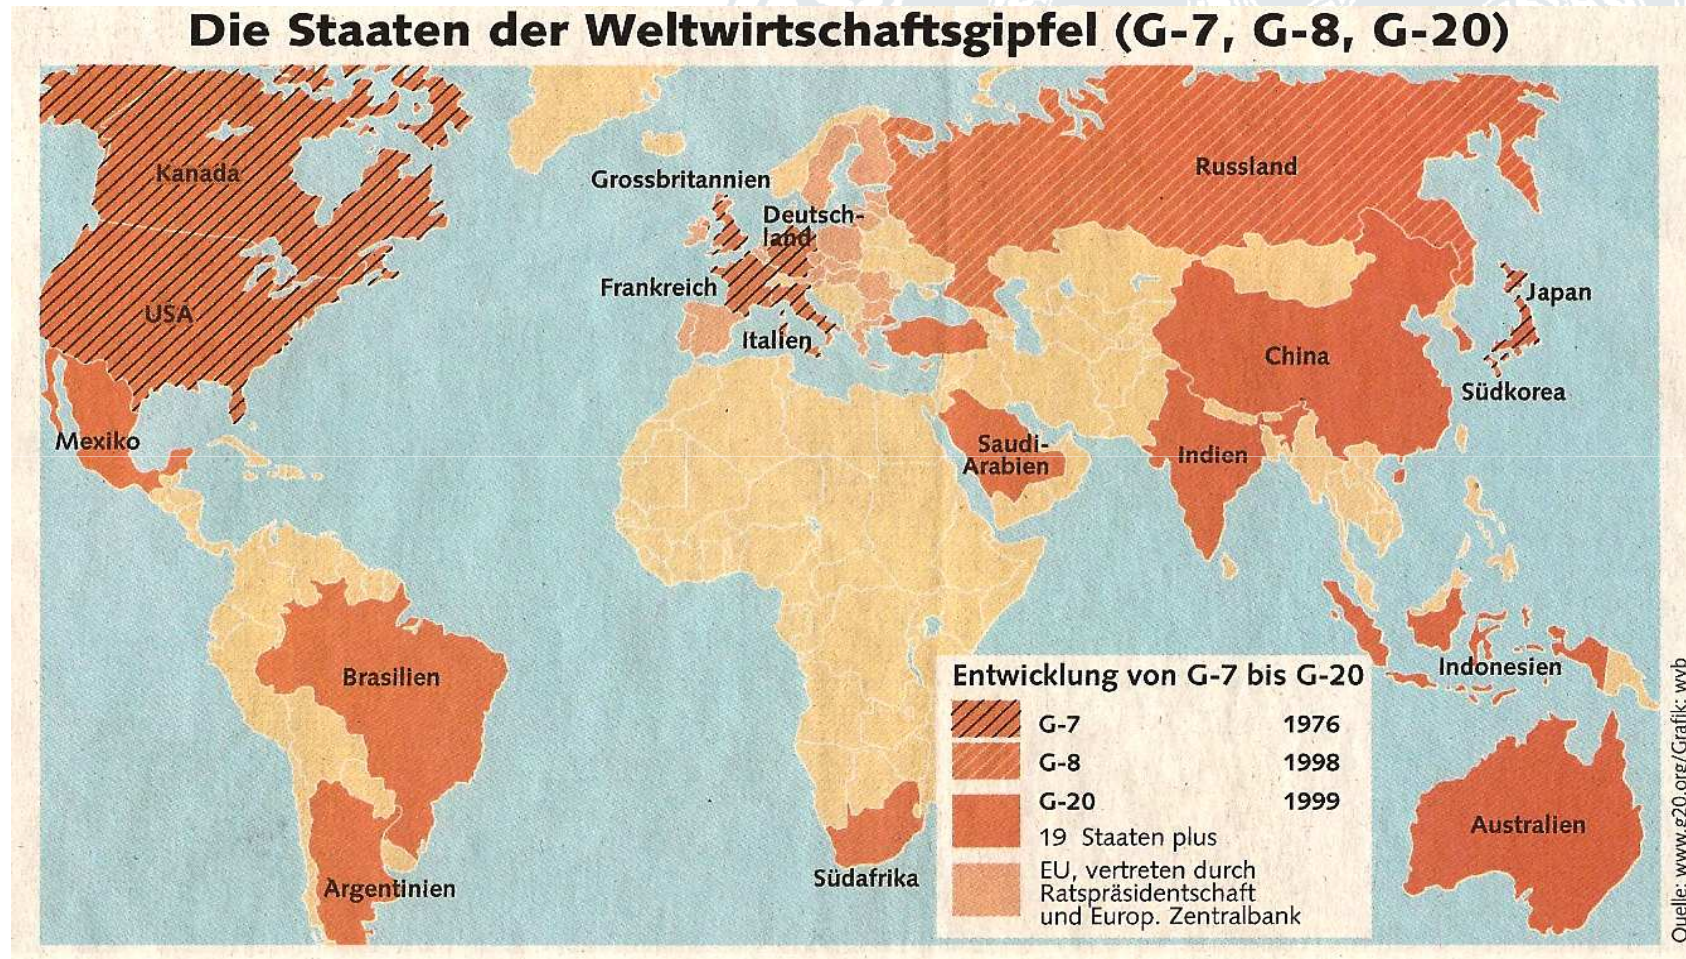 Die Staaten der Weltwirtschaftsgipfel (G-7, G-8, G-20)
Kanada
Grossbritannien
Russland
Deutsch-
land
Frankreich
USA
Italien
Japan
China
Südkorea
Mexiko
Saudi-
Arabien
Indien
Brasilien
Indonesien
Südafrika
Argentinien
Australien
Entwicklung von G-7 bis G-20
G-7 1976
G-8 1998
G-20 1999
19 Staaten plus
EU, vertreten durch
Ratspräsidentschaft
und Europ. Zentralbank
Quelle: www.g20.org/Grafik: wvb